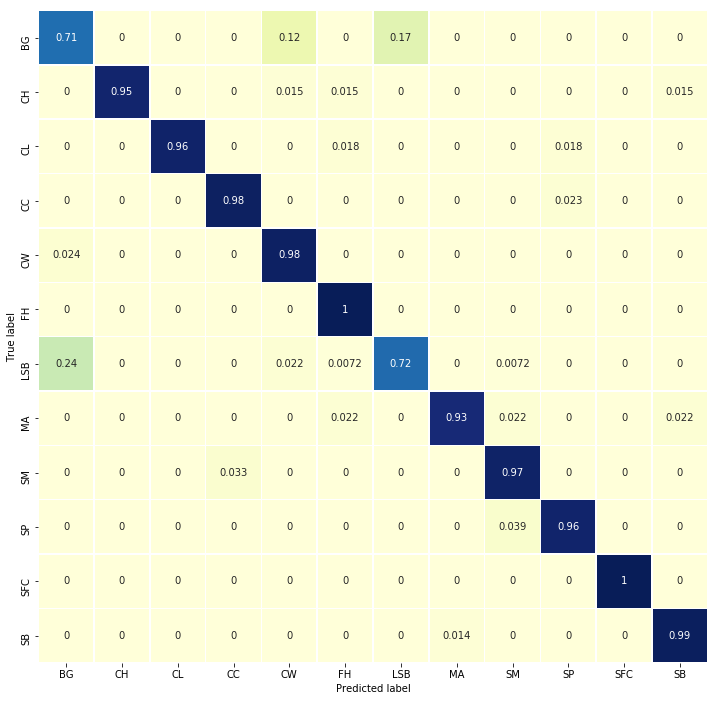 BG 0.71 0 0 0 0.12 0 0.17 0 0 0 0 0
CH 0 0.95 0 0 0.015 0.015 0 0 0 0 0 0.015
CL 0 0 0.96 0 0 0.018 0 0 0 0.018 0 0
CC 0 0 0 0.98 0 0 0 0 0 0.023 0 0
CW 0.024 0 0 0 0.98 0 0 0 0 0 0 0
FH 0 0 0 0 0 1 0 0 0 0 0 0
True label
LSB 0.24 0 0 0 0.022 0.0072 0.72 0 0.0072 0 0 0
MA 0 0 0 0 0 0.022 0 0.93 0.022 0 0 0.022
SM 0 0 0 0.033 0 0 0 0 0.97 0 0 0
SP 0 0 0 0 0 0 0 0 0.039 0.96 0 0
SFC 0 0 0 0 0 0 0 0 0 0 1 0
SB 0 0 0 0 0 0 0 0.014 0 0 0 0.99
BG CH CL CC CW FH LSB MA SM SP SFC SB
Predicted label